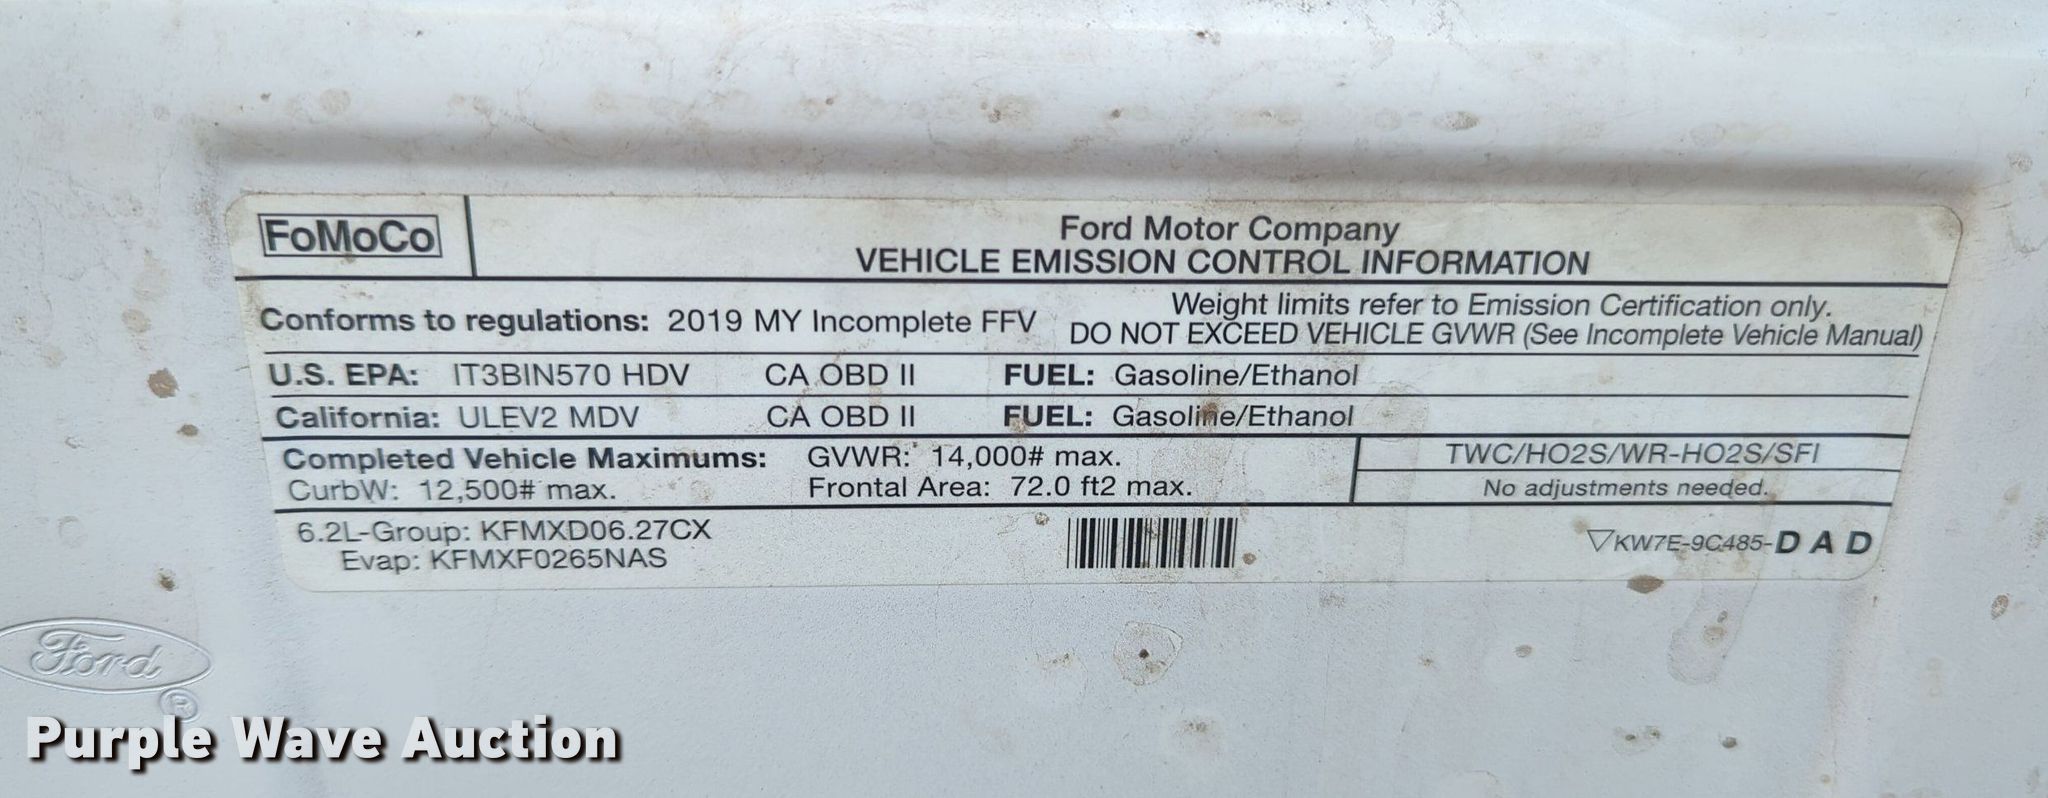 FoMoCo
Ford Motor Company
VEHICLE EMISSION CONTROL INFORMATION
Conforms to regulations: 2019 MY Incomplete FFV
Weight limits refer to Emission Certification only.
DO NOT EXCEED VEHICLE GVWR (See Incomplete Vehicle Manual)
U.S. EPA: IT3BIN570 HDV CA OBD II FUEL: Gasoline/Ethanol
California: ULEV2 MDV CA OBD II FUEL: Gasoline/Ethanol
Completed Vehicle Maximums: GVWR: 14,000# max.
CurbW: 12,500# max. Frontal Area: 72.0 ft2 max.
TWC/HO2S/WR-HO2S/SFI
No adjustments needed.
6.2L-Group: KFMXD06.27CX
Evap: KFMXF0265NAS
▽KW7E-9C485-DAD
Ford
®
Purple Wave Auction